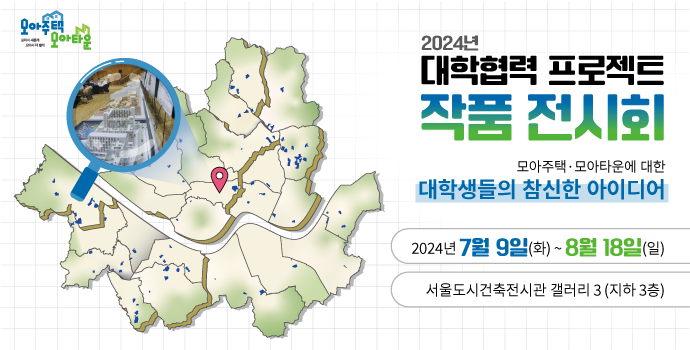 모아주택
모아타운
2024년
대학협력 프로젝트
작품 전시회
모아주택·모아타운에 대한
대학생들의 참신한 아이디어
2024년 7월 9일(화) ~ 8월 18일(일)
서울도시건축전시관 갤러리 3 (지하 3층)